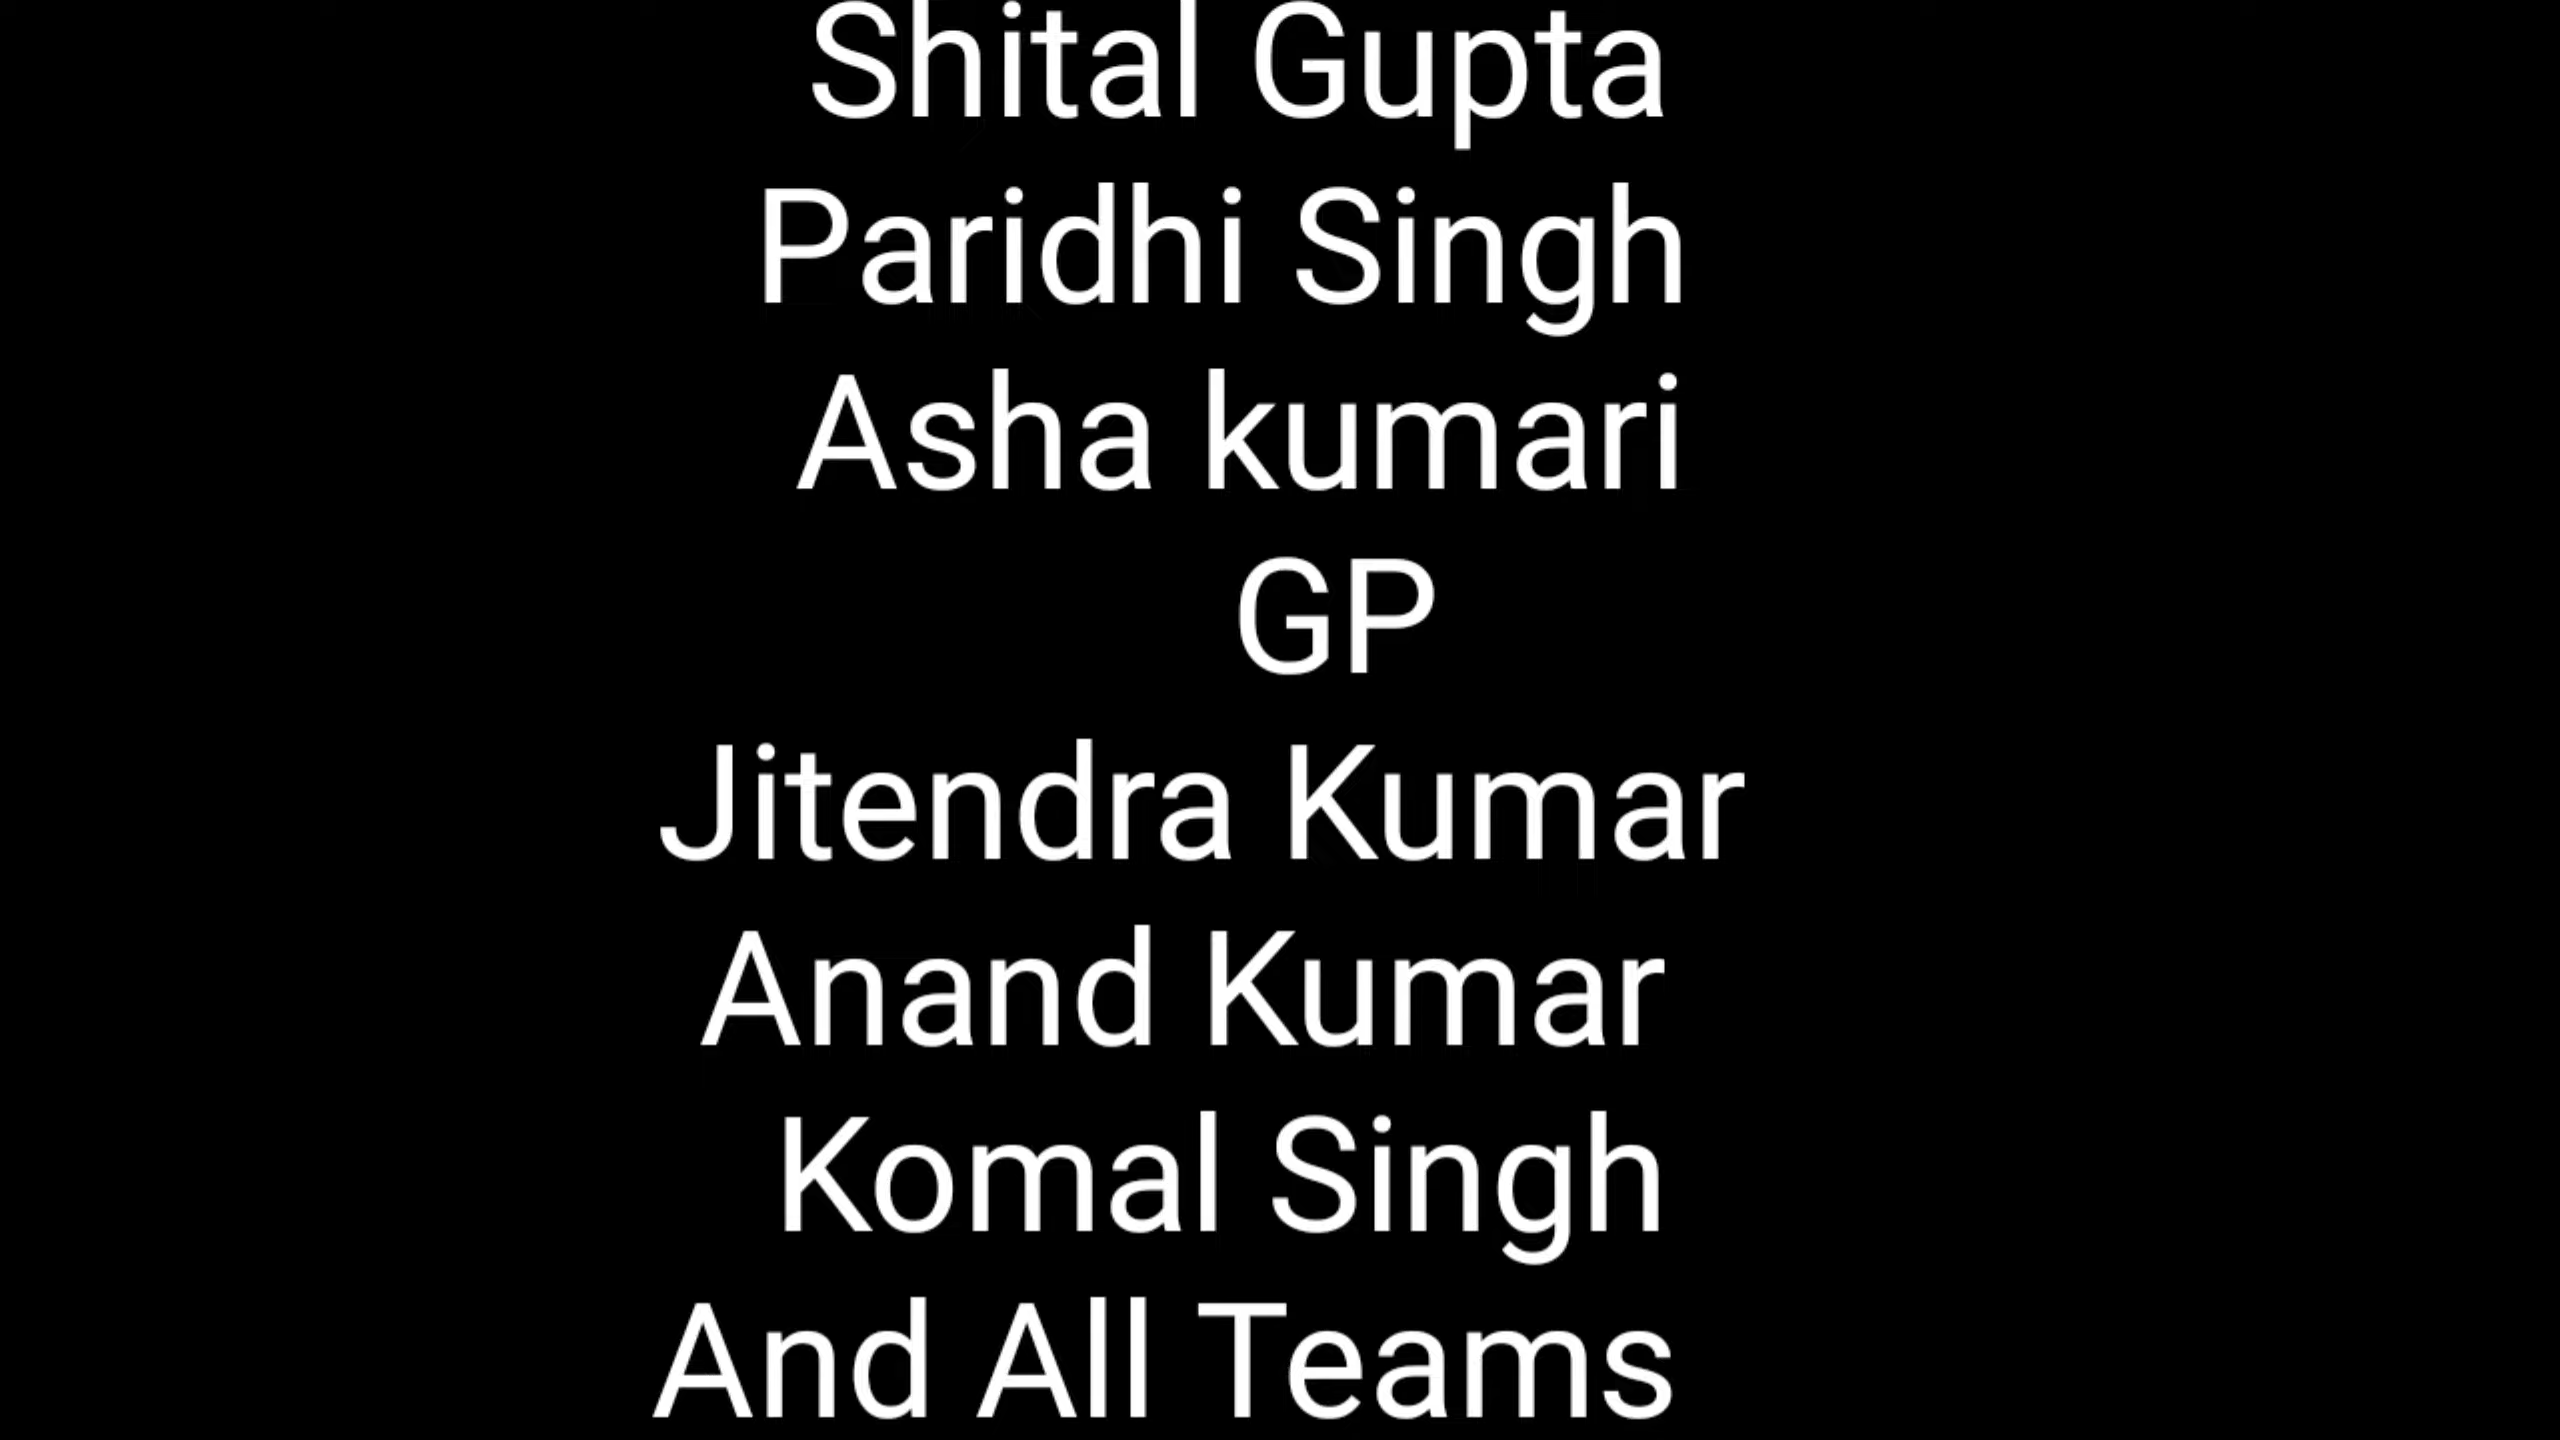 Shital Gupta
Paridhi Singh
Asha kumari
GP
Jitendra Kumar
Anand Kumar
Komal Singh
And All Teams